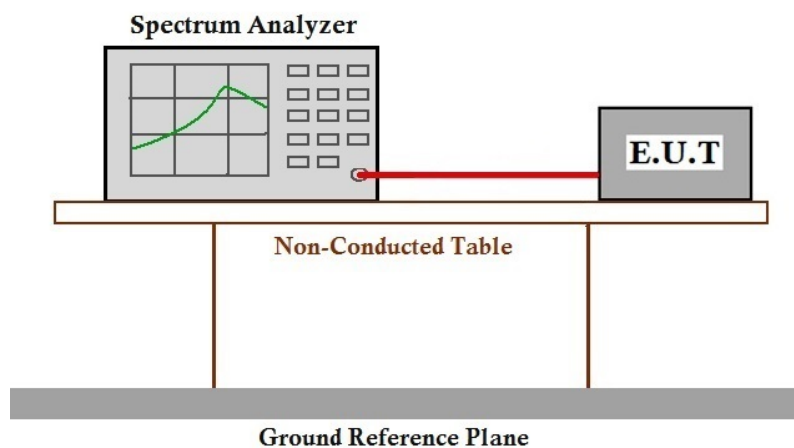 Spectrum Analyzer
E.U.T
Non-Conducted Table
Ground Reference Plane